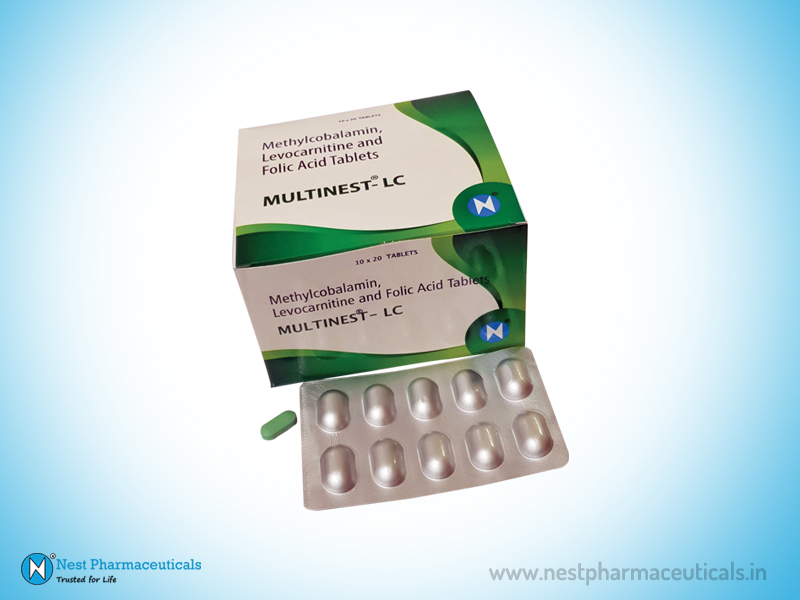 10 x 20 TABLETS
Methylcobalamin,
Levocarnitine and
Folic Acid Tablets
MULTINEST®- LC
N
®
10 x 20 TABLETS
Methylcobalamin,
Levocarnitine and Folic Acid Tablets
MULTINEST®- LC
N
®
N
®
Nest Pharmaceuticals
Trusted for Life
www.nestpharmaceuticals.in